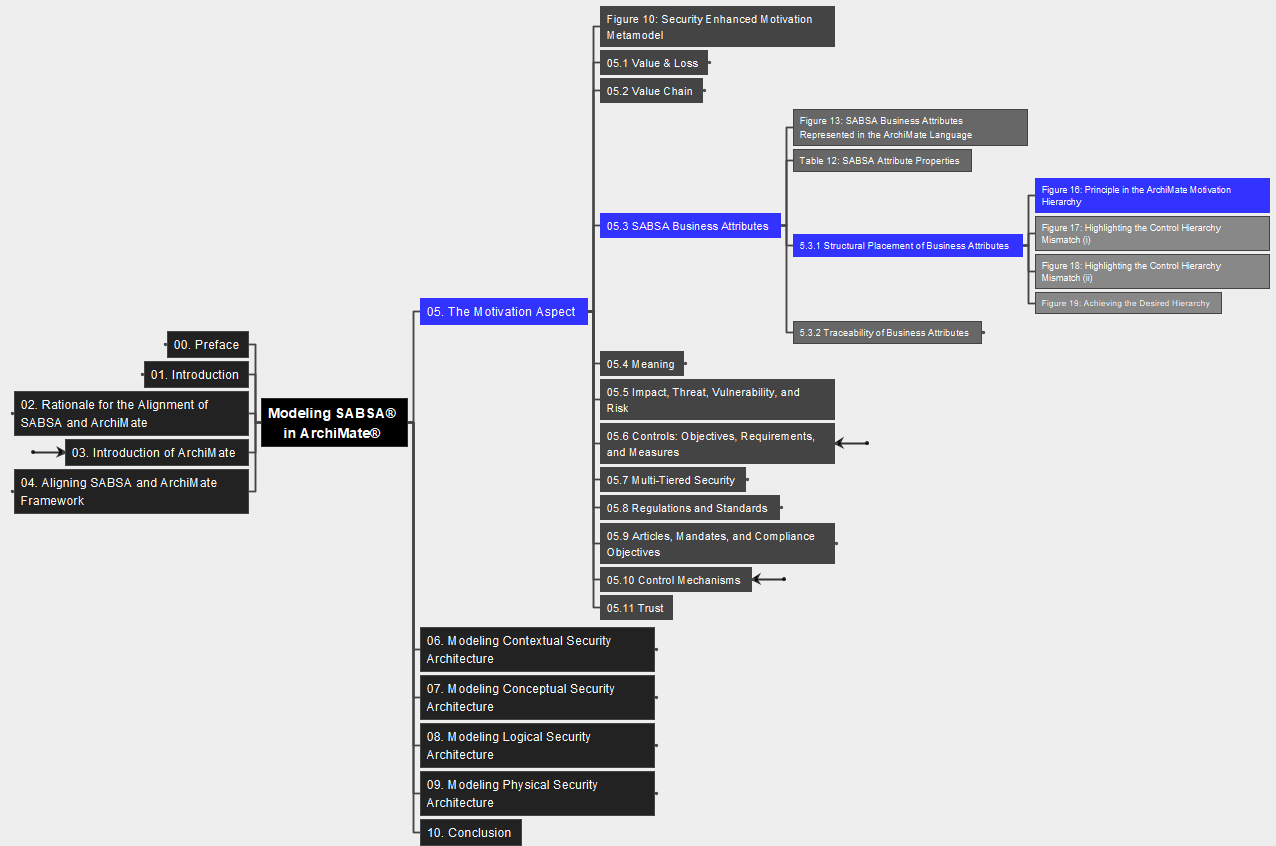 Modeling SABSA®
in ArchiMate®
00. Preface
01. Introduction
02. Rationale for the Alignment of
SABSA and ArchiMate
03. Introduction of ArchiMate
04. Aligning SABSA and ArchiMate
Framework
05. The Motivation Aspect
Figure 10: Security Enhanced Motivation
Metamodel
05.1 Value & Loss
05.2 Value Chain
05.3 SABSA Business Attributes
Figure 13: SABSA Business Attributes
Represented in the ArchiMate Language
Table 12: SABSA Attribute Properties
5.3.1 Structural Placement of Business Attributes
Figure 16: Principle in the ArchiMate Motivation
Hierarchy
Figure 17: Highlighting the Control Hierarchy
Mismatch (i)
Figure 18: Highlighting the Control Hierarchy
Mismatch (ii)
Figure 19: Achieving the Desired Hierarchy
5.3.2 Traceability of Business Attributes
05.4 Meaning
05.5 Impact, Threat, Vulnerability, and
Risk
05.6 Controls: Objectives, Requirements,
and Measures
05.7 Multi-Tiered Security
05.8 Regulations and Standards
05.9 Articles, Mandates, and Compliance
Objectives
05.10 Control Mechanisms
05.11 Trust
06. Modeling Contextual Security
Architecture
07. Modeling Conceptual Security
Architecture
08. Modeling Logical Security
Architecture
09. Modeling Physical Security
Architecture
10. Conclusion